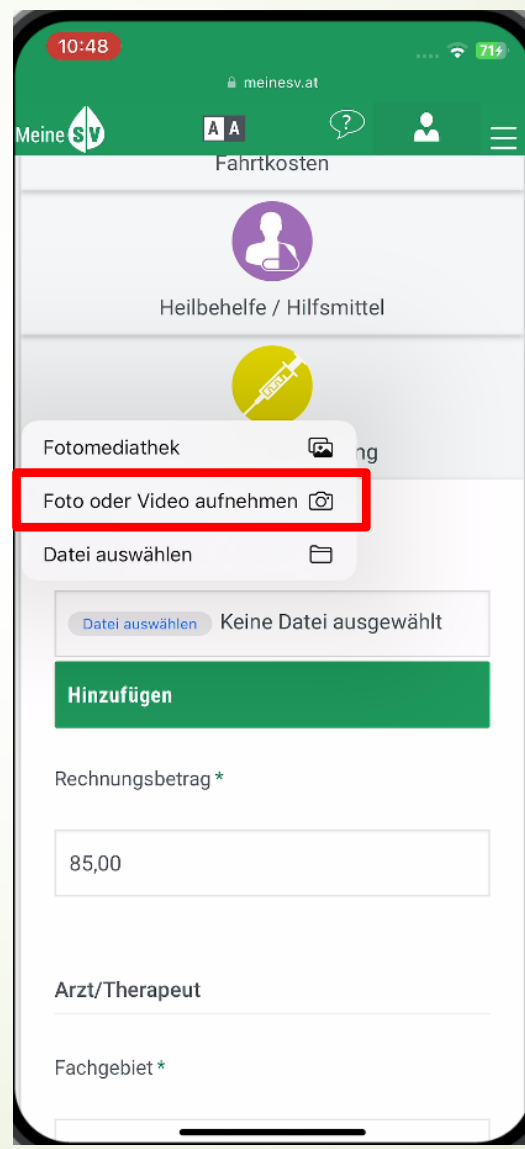 10:48
71
meinesv.at
Meine SV
A A
?
Fahrtkosten
Heilbehelfe / Hilfsmittel
ng
Fotomediathek
Foto oder Video aufnehmen
Datei auswählen
Datei auswählen Keine Datei ausgewählt
Hinzufügen
Rechnungsbetrag *
85,00
Arzt/Therapeut
Fachgebiet *